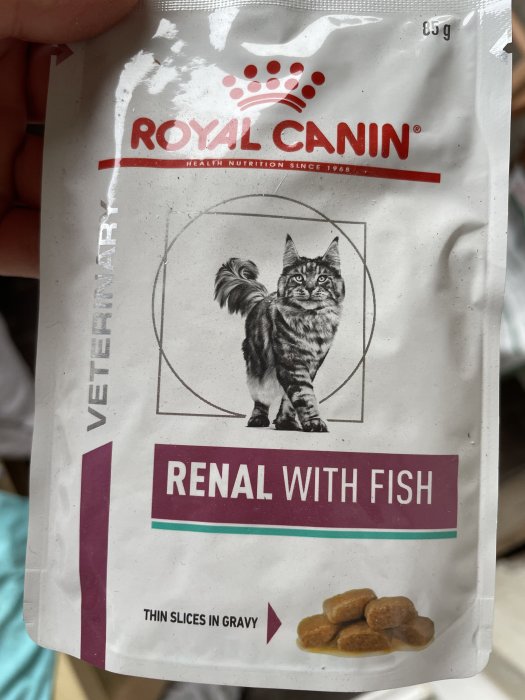 85g
ROYAL CANIN®
HEALTH NUTRITION SINCE 1968
VETERINARY
RENAL WITH FISH
THIN SLICES IN GRAVY